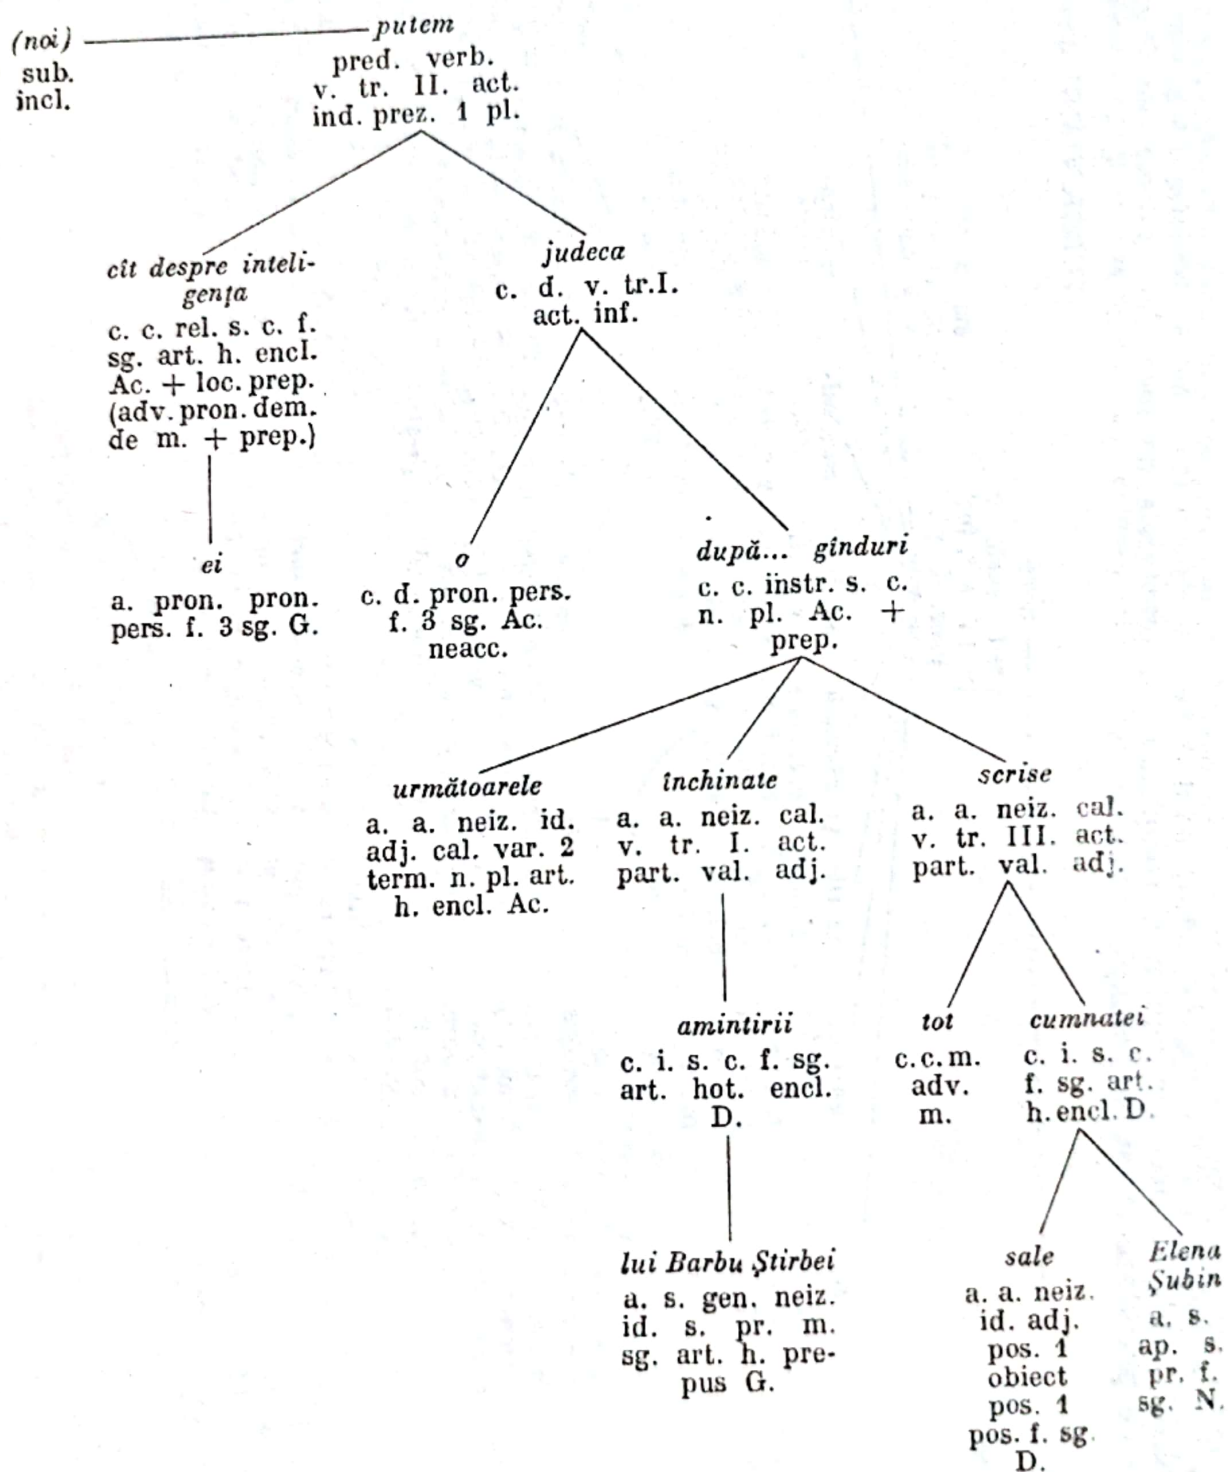 (noi)
sub.
incl.
putem
pred. verb.
v. tr. II. act.
ind. prez. 1 pl.
cît despre inteli-
gența
c. c. rel. s. c. f.
sg. art. h. encl.
Ac. + loc. prep.
(adv. pron. dem.
de m. + prep.)
judeca
c. d. v. tr.I.
act. inf.
ei
a. pron. pron.
pers. f. 3 sg. G.
o
c. d. pron. pers.
f. 3 sg. Ac.
neacc.
după... gînduri
c. c. instr. s. c.
n. pl. Ac. +
prep.
următoarele
a. a. neiz. id.
adj. cal. var. 2
term. n. pl. art.
h. encl. Ac.
închinate
a. a. neiz. cal.
v. tr. I. act.
part. val. adj.
scrise
a. a. neiz. cal.
v. tr. III. act.
part. val. adj.
amintirii
c. i. s. c. f. sg.
art. hot. encl.
D.
tot
c. c. m.
adv.
m.
cumnatei
c. i. s. c.
f. sg. art.
h. encl. D.
lui Barbu Știrbei
a. s. gen. neiz.
id. s. pr. m.
sg. art. h. pre-
pus G.
sale
a. a. neiz.
id. adj.
pos. 1
obiect
pos. 1
pos. f. sg.
D.
Elena
Șubin
a. s.
ap. s.
pr. f.
sg. N.